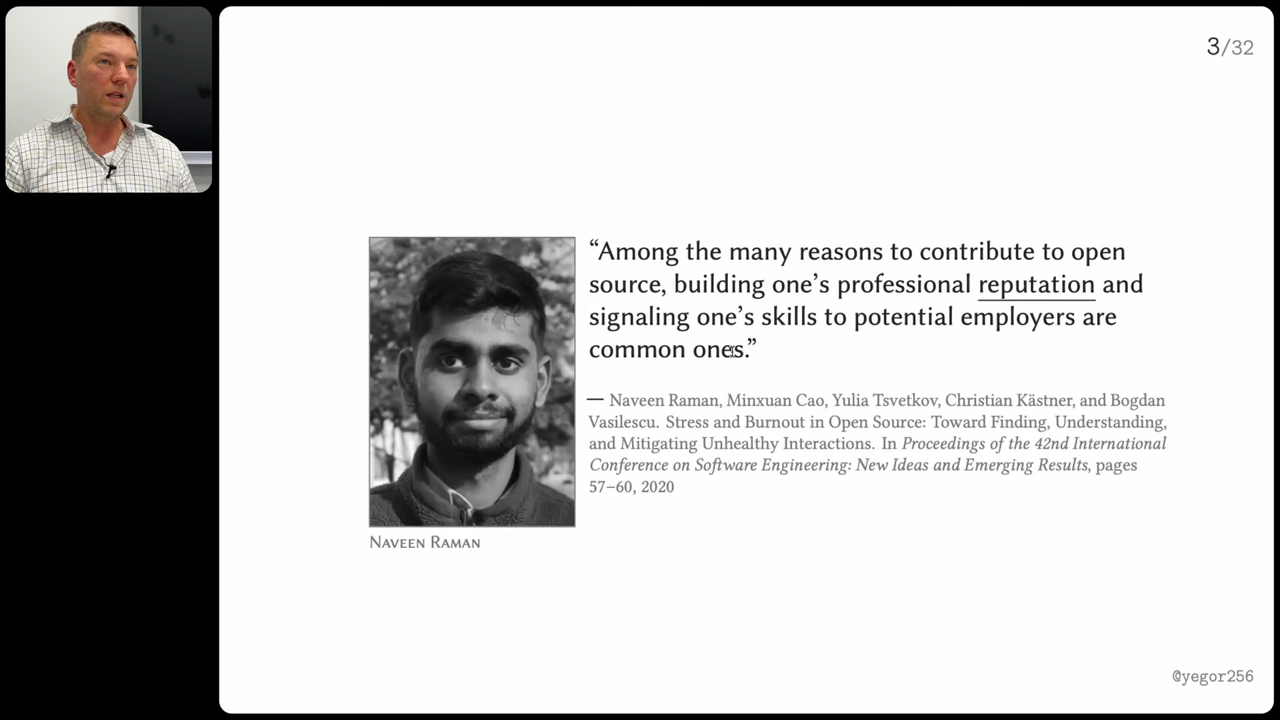 3/32
“Among the many reasons to contribute to open
source, building one’s professional reputation and
signaling one’s skills to potential employers are
common ones.”
— Naveen Raman, Minxuan Cao, Yulia Tsvetkov, Christian Kästner, and Bogdan
Vasilescu. Stress and Burnout in Open Source: Toward Finding, Understanding,
and Mitigating Unhealthy Interactions. In Proceedings of the 42nd International
Conference on Software Engineering: New Ideas and Emerging Results, pages
57–60, 2020
Naveen Raman
@yegor256